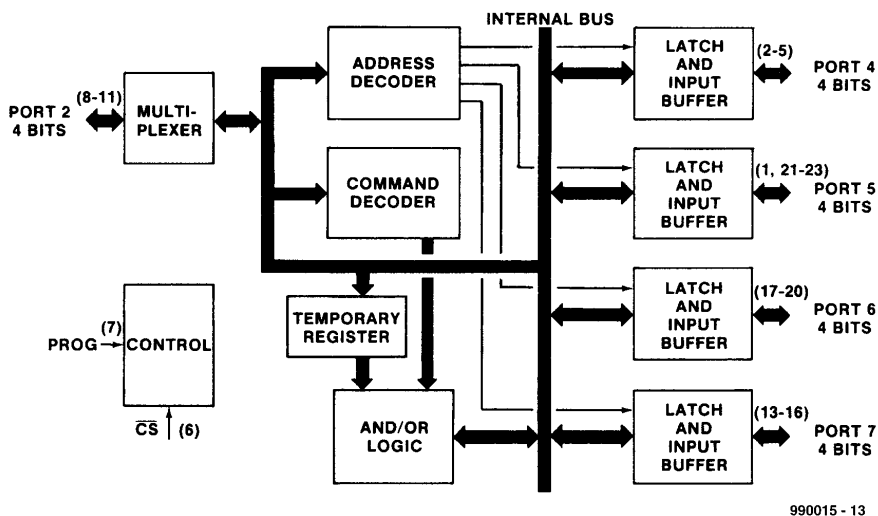 INTERNAL BUS
ADDRESS
DECODER
LATCH
AND
INPUT
BUFFER
(2-5)
PORT 4
4 BITS
PORT 2
4 BITS
(8-11)
MULTI-
PLEXER
COMMAND
DECODER
LATCH
AND
INPUT
BUFFER
(1, 21-23)
PORT 5
4 BITS
LATCH
AND
INPUT
BUFFER
(17-20)
PORT 6
4 BITS
PROG
(7)
CONTROL
CS̅
(6)
TEMPORARY
REGISTER
AND/OR
LOGIC
LATCH
AND
INPUT
BUFFER
(13-16)
PORT 7
4 BITS
990015 - 13